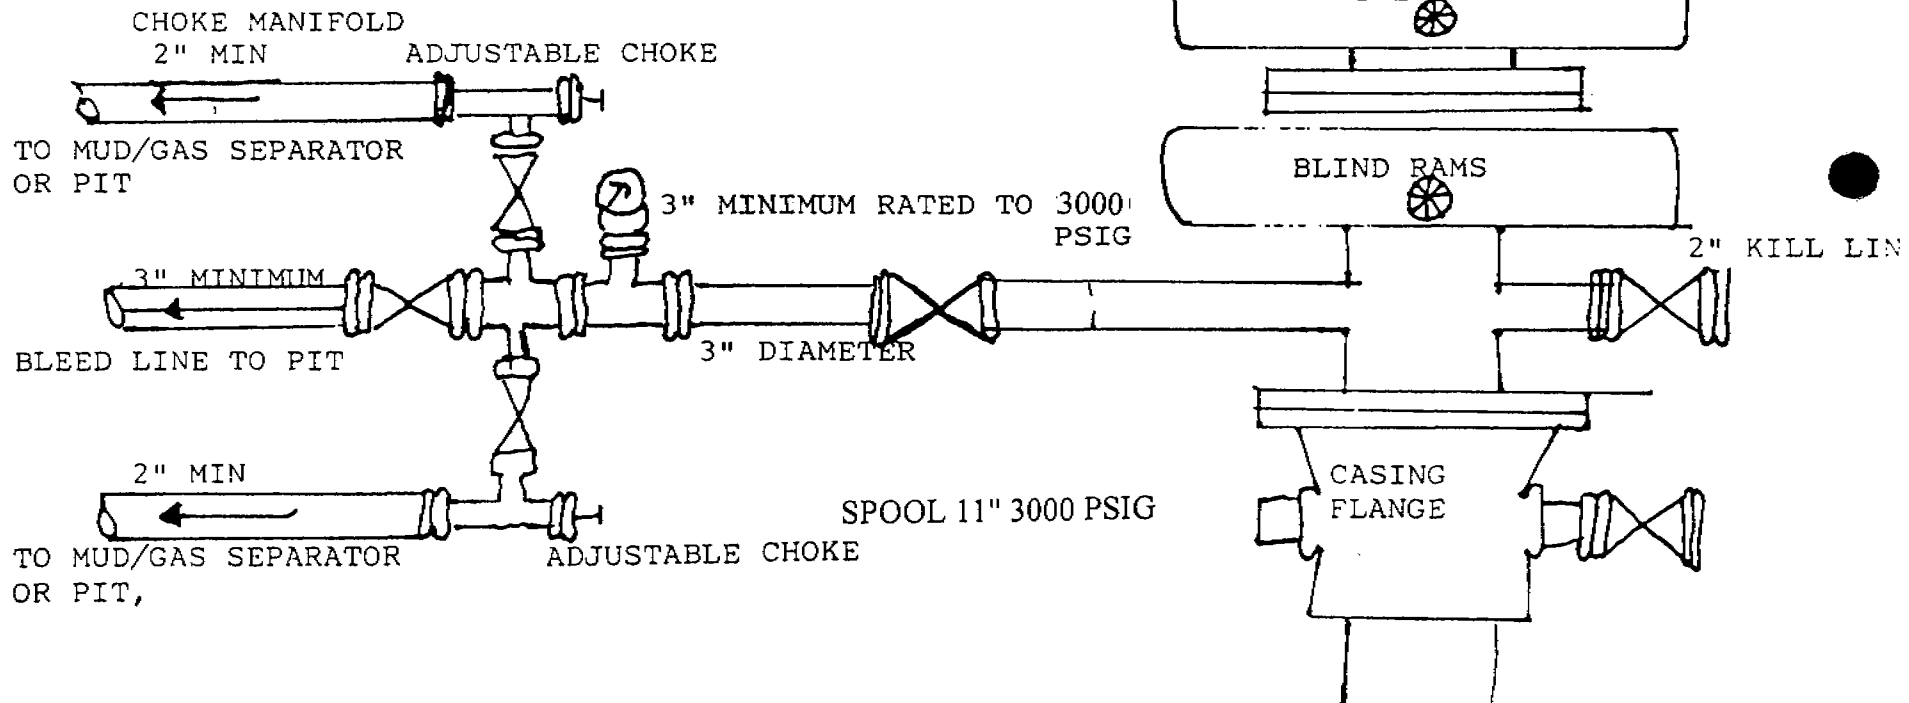 CHOKE MANIFOLD
2" MIN
ADJUSTABLE CHOKE
TO MUD/GAS SEPARATOR
OR PIT
BLIND RAMS
3" MINIMUM RATED TO 3000
PSIG
2" KILL LIN
3" MINIMUM
BLEED LINE TO PIT
3" DIAMETER
2" MIN
CASING
FLANGE
SPOOL 11" 3000 PSIG
TO MUD/GAS SEPARATOR
OR PIT,
ADJUSTABLE CHOKE